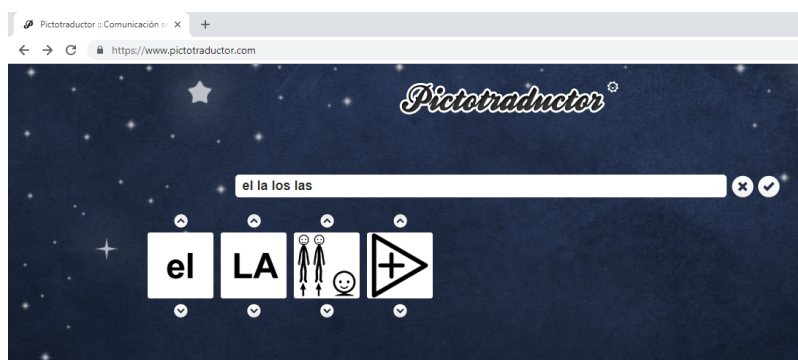 Pictotraductor :: Comunicación s
https://www.pictotraductor.com
Pictotraductor
el la los las
el LA